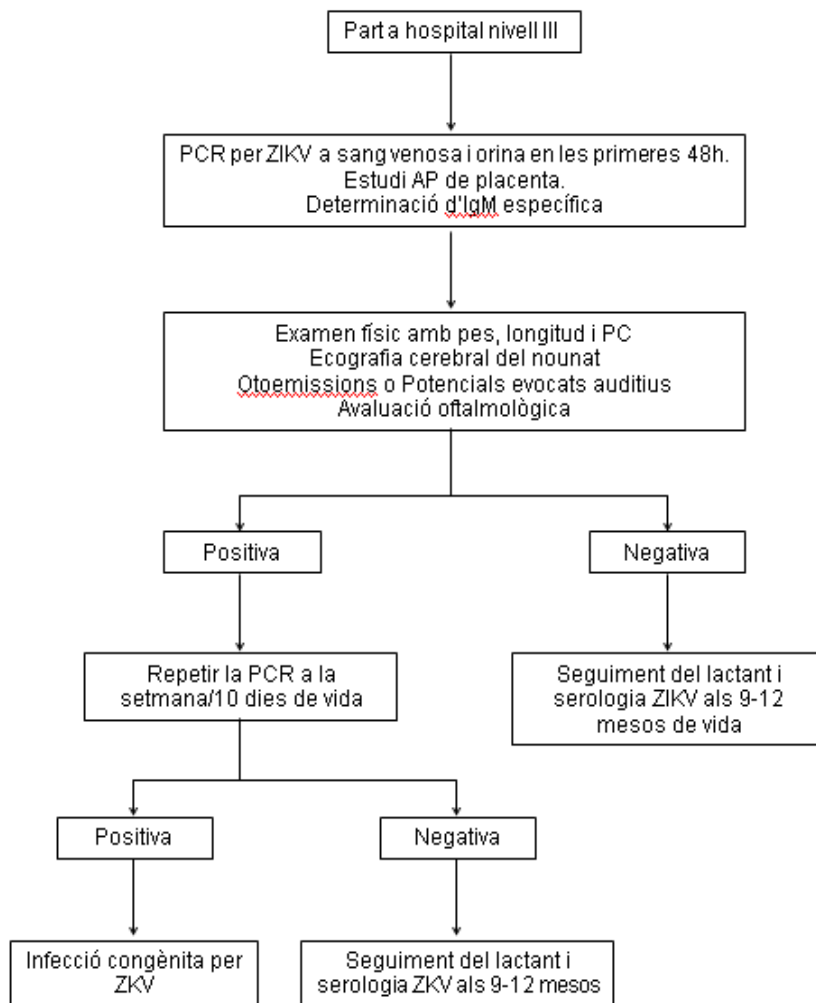 Part a hospital nivell III
PCR per ZIKV a sang venosa i orina en les primeres 48h.
Estudi AP de placenta.
Determinació d'IgM específica
Examen físic amb pes, longitud i PC
Ecografia cerebral del nounat
Otoemissions o Potencials evocats auditius
Avaluació oftalmològica
Positiva
Negativa
Repetir la PCR a la
setmana/10 dies de vida
Seguiment del lactant i
serologia ZIKV als 9-12
mesos de vida
Positiva
Negativa
Infecció congènita per
ZKV
Seguiment del lactant i
serologia ZKV als 9-12 mesos